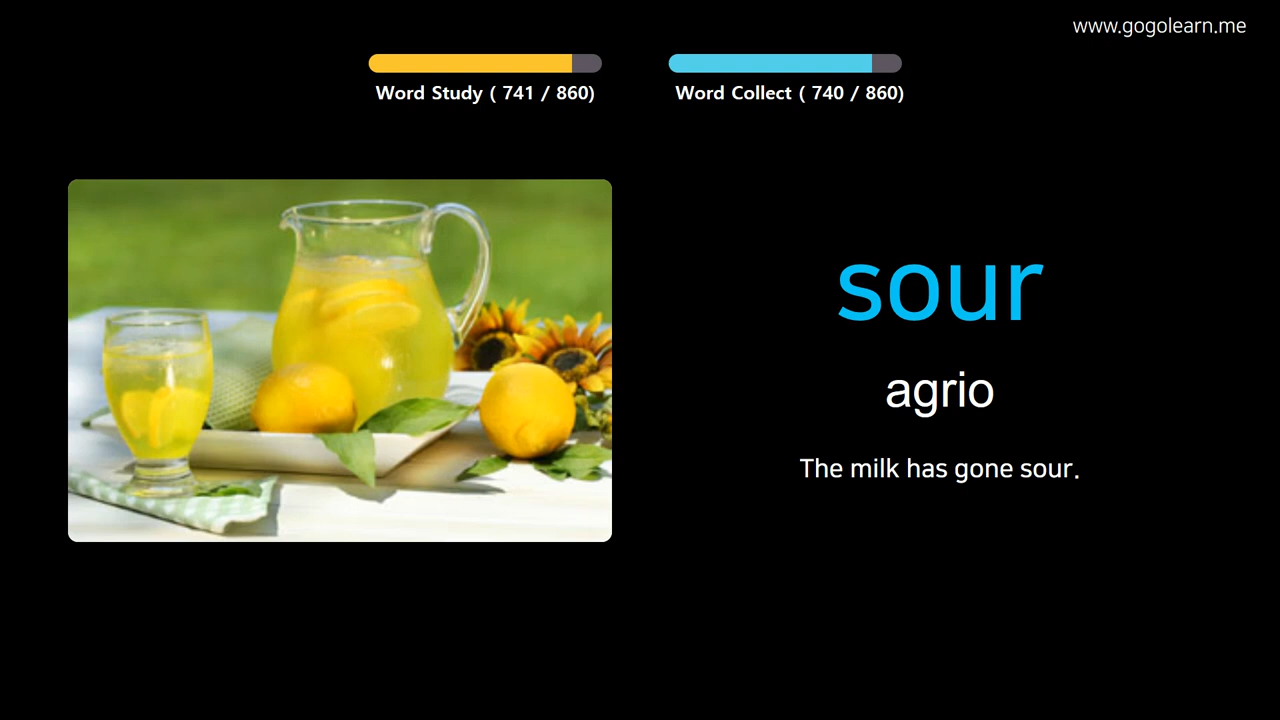 www.gogolearn.me
Word Study ( 741 / 860)
Word Collect ( 740 / 860)
sour
agrio
The milk has gone sour.